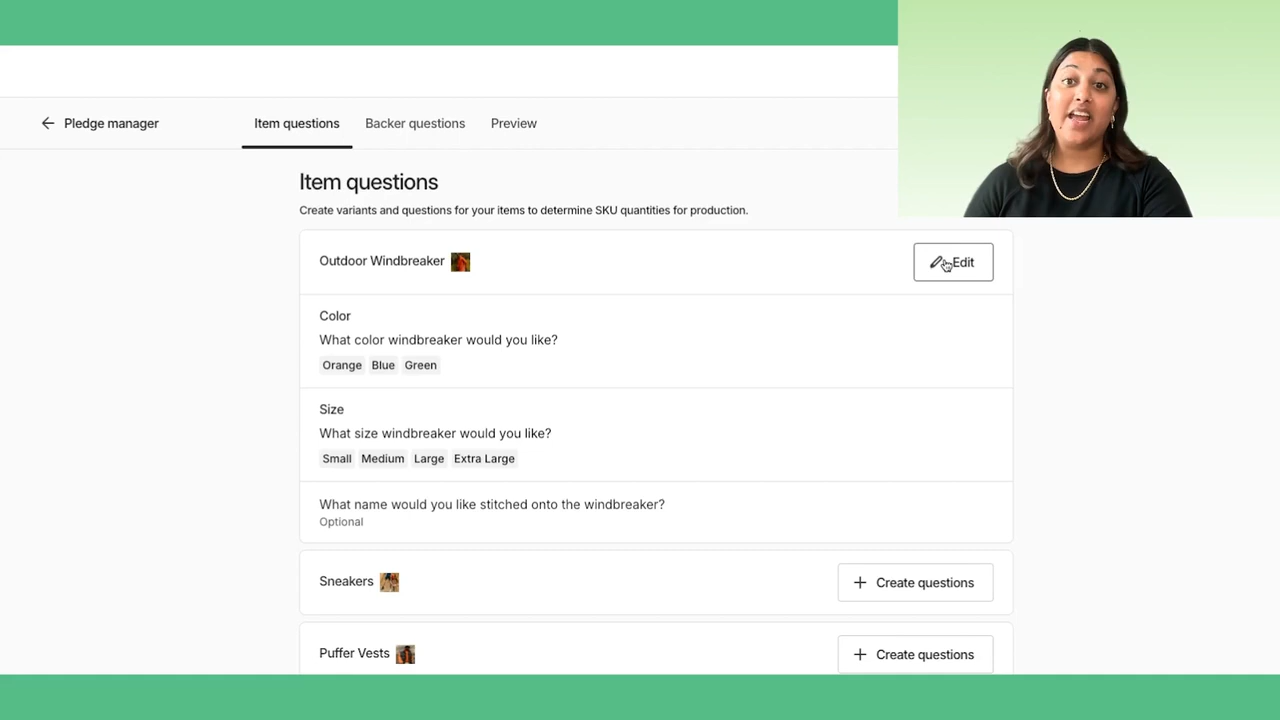 Pledge manager
Item questions
Backer questions
Preview
Item questions
Create variants and questions for your items to determine SKU quantities for production.
Outdoor Windbreaker
Edit
Color
What color windbreaker would you like?
Orange Blue Green
Size
What size windbreaker would you like?
Small Medium Large Extra Large
What name would you like stitched onto the windbreaker?
Optional
Sneakers
Create questions
Puffer Vests
Create questions